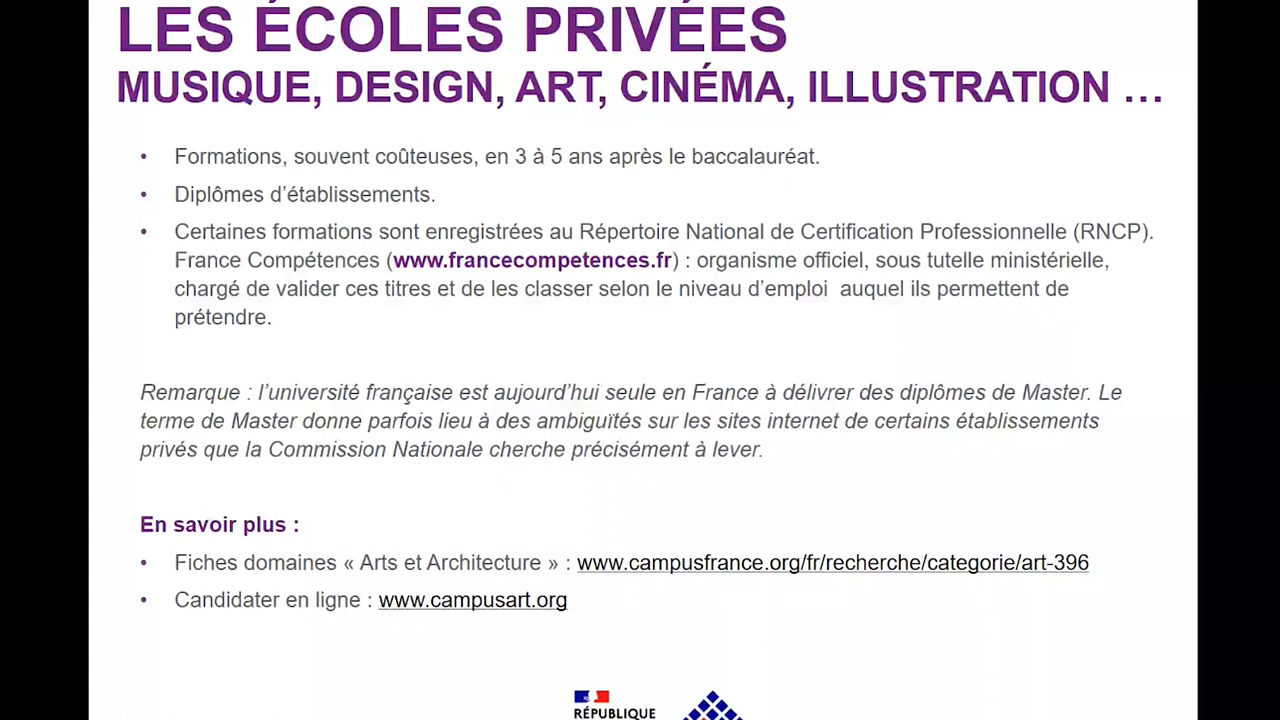 LES ÉCOLES PRIVÉES
MUSIQUE, DESIGN, ART, CINÉMA, ILLUSTRATION …
• Formations, souvent coûteuses, en 3 à 5 ans après le baccalauréat.
• Diplômes d’établissements.
• Certaines formations sont enregistrées au Répertoire National de Certification Professionnelle (RNCP).
France Compétences (www.francecompetences.fr) : organisme officiel, sous tutelle ministérielle,
chargé de valider ces titres et de les classer selon le niveau d’emploi auquel ils permettent de
prétendre.
Remarque : l’université française est aujourd’hui seule en France à délivrer des diplômes de Master. Le
terme de Master donne parfois lieu à des ambiguïtés sur les sites internet de certains établissements
privés que la Commission Nationale cherche précisément à lever.
En savoir plus :
• Fiches domaines « Arts et Architecture » : www.campusfrance.org/fr/recherche/categorie/art-396
• Candidater en ligne : www.campusart.org
RÉPUBLIQUE